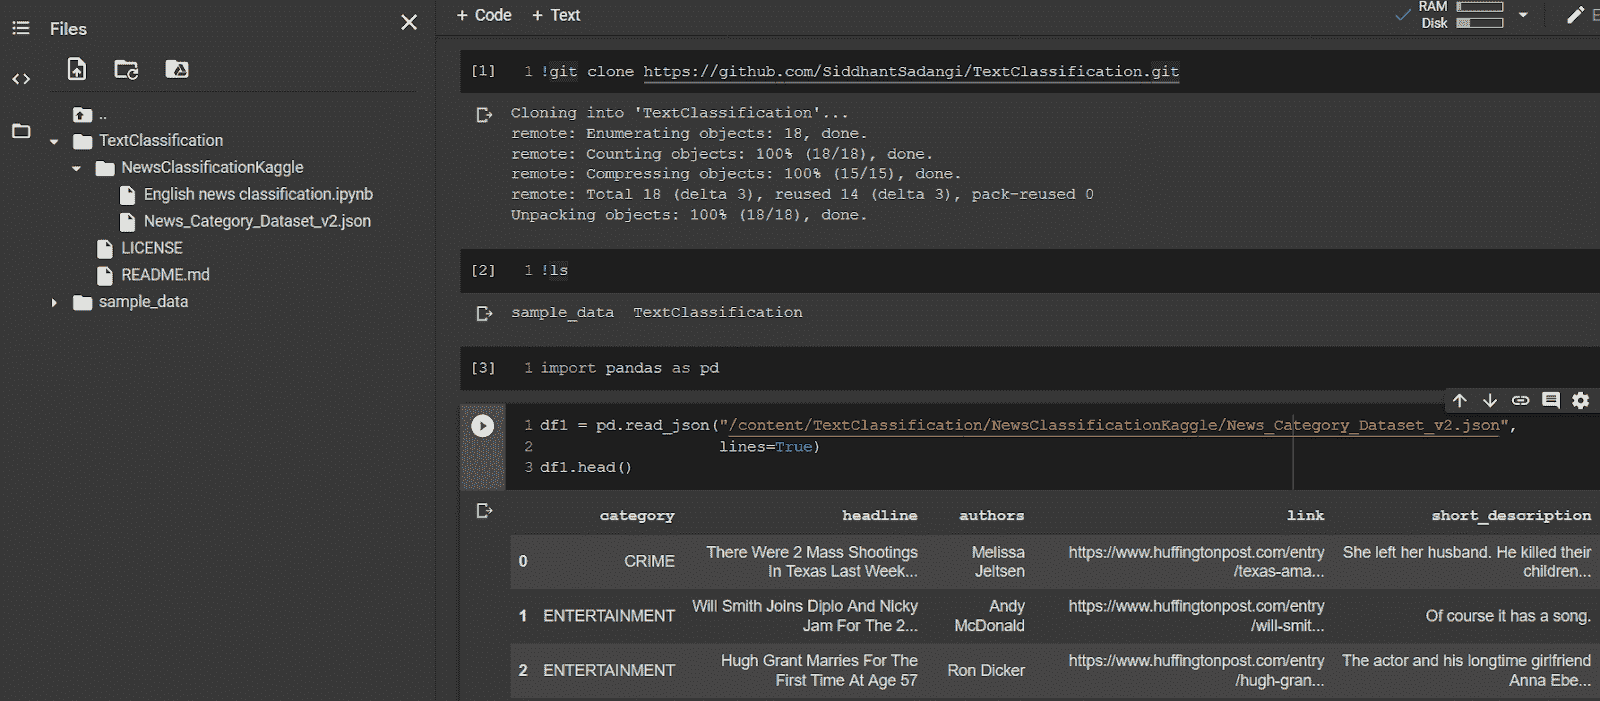 Files
..
TextClassification
NewsClassificationKaggle
English news classification.ipynb
News_Category_Dataset_v2.json
LICENSE
README.md
sample_data
+ Code + Text
RAM
Disk
[1] 1 !git clone https://github.com/SiddhantSadangi/TextClassification.git
Cloning into 'TextClassification'...
remote: Enumerating objects: 18, done.
remote: Counting objects: 100% (18/18), done.
remote: Compressing objects: 100% (15/15), done.
remote: Total 18 (delta 3), reused 14 (delta 3), pack-reused 0
Unpacking objects: 100% (18/18), done.
[2] 1 !ls
sample_data TextClassification
[3] 1 import pandas as pd
1 df1 = pd.read_json("/content/TextClassification/NewsClassificationKaggle/News_Category_Dataset_v2.json",
2 lines=True)
3 df1.head()
category headline authors link short_description
0 CRIME There Were 2 Mass Shootings Melissa https://www.huffingtonpost.com/entry She left her husband. He killed their
In Texas Last Week... Jeltsen /texas-ama... children...
1 ENTERTAINMENT Will Smith Joins Diplo And Nicky Andy https://www.huffingtonpost.com/entry Of course it has a song.
Jam For The 2... McDonald /will-smit...
2 ENTERTAINMENT Hugh Grant Marries For The Ron Dicker https://www.huffingtonpost.com/entry The actor and his longtime girlfriend
First Time At Age 57 /hugh-gran... Anna Ebe...